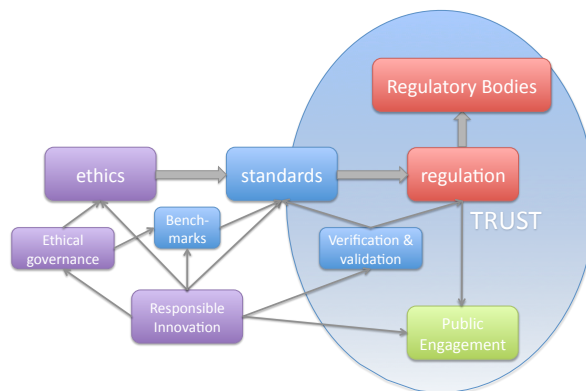 Regulatory Bodies
ethics
standards
regulation
TRUST
Bench-
marks
Ethical
governance
Verification &
validation
Responsible
Innovation
Public
Engagement